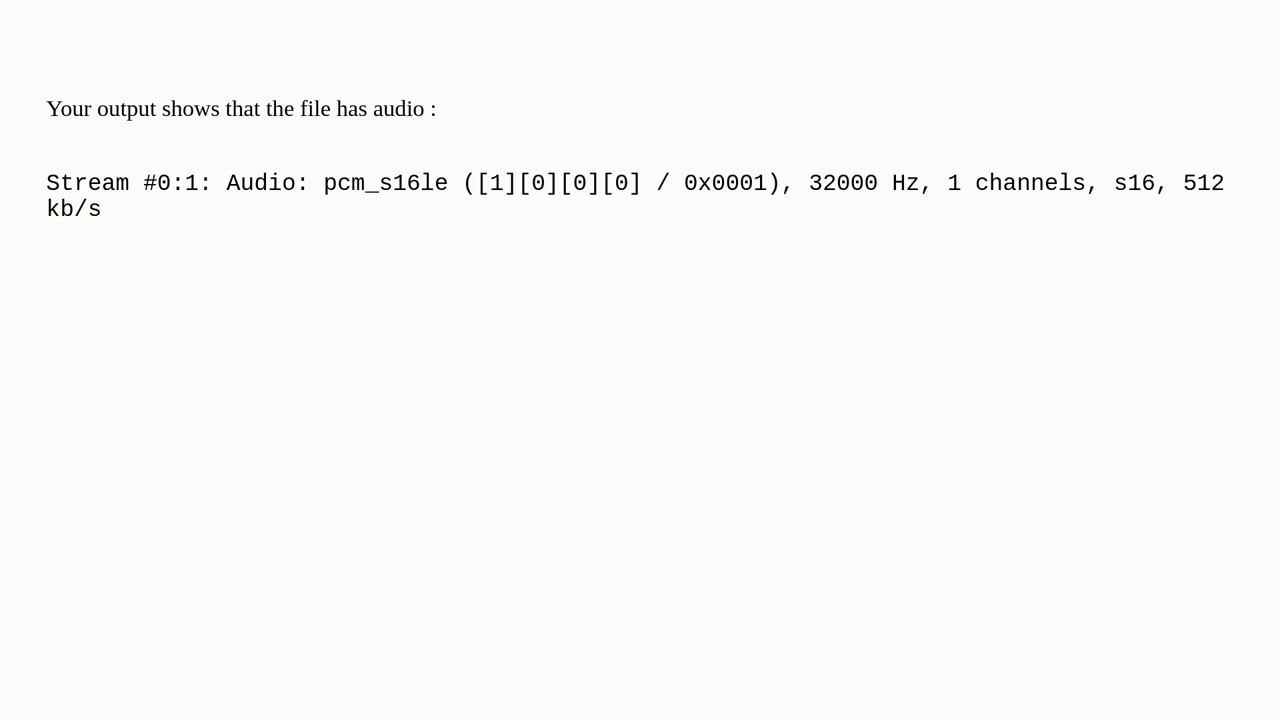 Your output shows that the file has audio :
Stream #0:1: Audio: pcm_s16le ([1][0][0][0] / 0x0001), 32000 Hz, 1 channels, s16, 512
kb/s